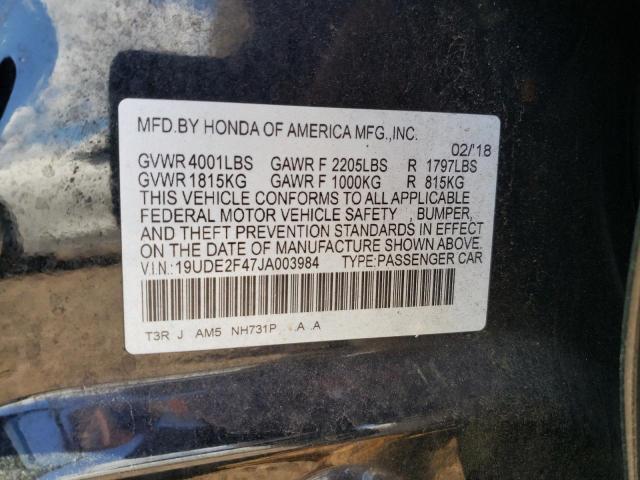 MFD.BY HONDA OF AMERICA MFG.,INC.
02/'18
GVWR 4001LBS GAWR F 2205LBS R 1797LBS
GVWR 1815KG GAWR F 1000KG R 815KG
THIS VEHICLE CONFORMS TO ALL APPLICABLE
FEDERAL MOTOR VEHICLE SAFETY , BUMPER,
AND THEFT PREVENTION STANDARDS IN EFFECT
ON THE DATE OF MANUFACTURE SHOWN ABOVE.
V.I.N.:19UDE2F47JA003984 TYPE:PASSENGER CAR
T3R J AM5 NH731P .A .A